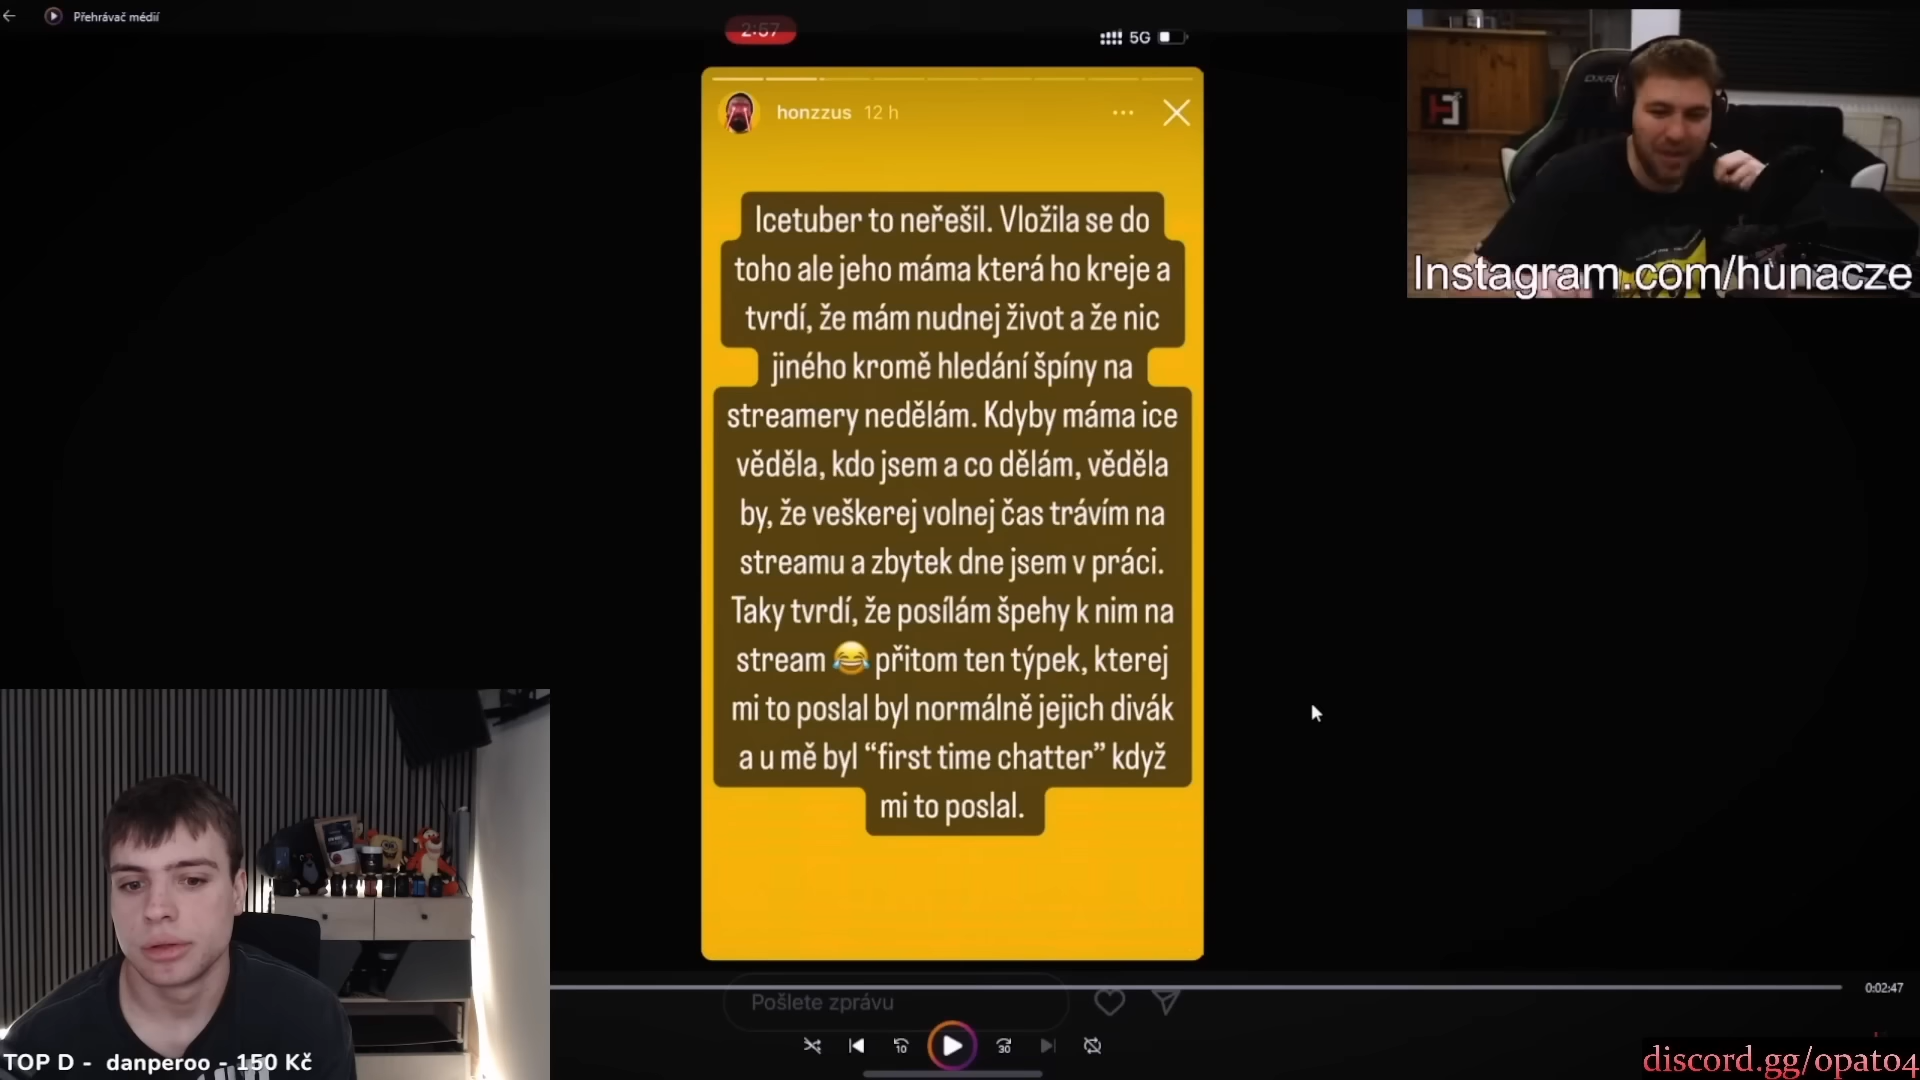 Přehrávač médií
2:57
5G
honzzus 12 h
Icetuber to neřešil. Vložila se do
toho ale jeho máma která ho kreje a
tvrdí, že mám nudnej život a že nic
jiného kromě hledání špíny na
streamery nedělám. Kdyby máma ice
věděla, kdo jsem a co dělám, věděla
by, že veškerej volnej čas trávím na
streamu a zbytek dne jsem v práci.
Taky tvrdí, že posílám špehy k nim na
stream 😂 přitom ten týpek, kterej
mi to poslal byl normálně jejich divák
a u mě byl “first time chatter” když
mi to poslal.
Instagram.com/hunacze
Pošlete zprávu
0:02:47
10
30
TOP D - danperoo - 150 Kč
discord.gg/opato4